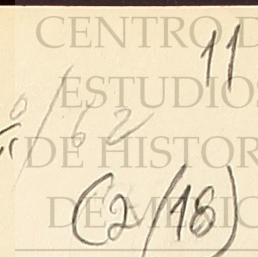 CENTRO D
11
ESTUDIOS
/62
DE HISTOR
(2/18)
DE MÉXIC